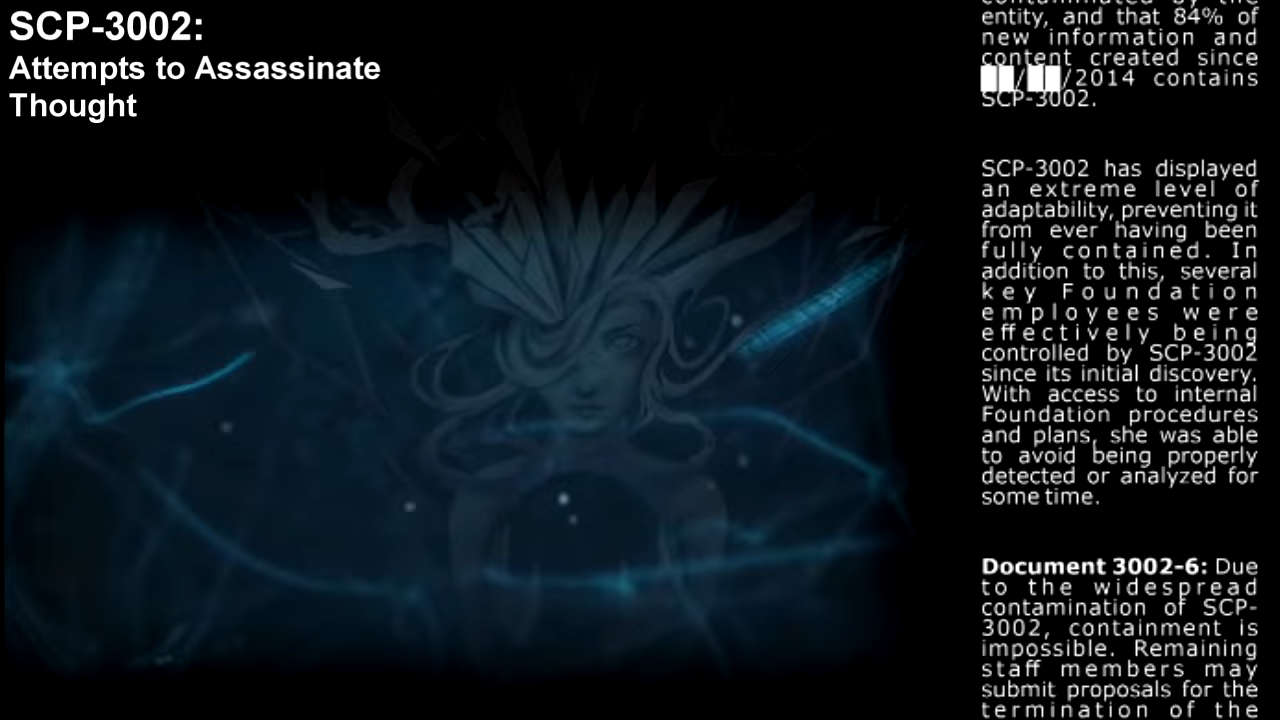 SCP-3002:
Attempts to Assassinate
Thought
contaminated by the
entity, and that 84% of
new information and
content created since
██/██/2014 contains
SCP-3002.
SCP-3002 has displayed
an extreme level of
adaptability, preventing it
from ever having been
fully contained. In
addition to this, several
key Foundation
employees were
effectively being
controlled by SCP-3002
since its initial discovery.
With access to internal
Foundation procedures
and plans, she was able
to avoid being properly
detected or analyzed for
some time.
Document 3002-6: Due
to the widespread
contamination of SCP-
3002, containment is
impossible. Remaining
staff members may
submit proposals for the
termination of the